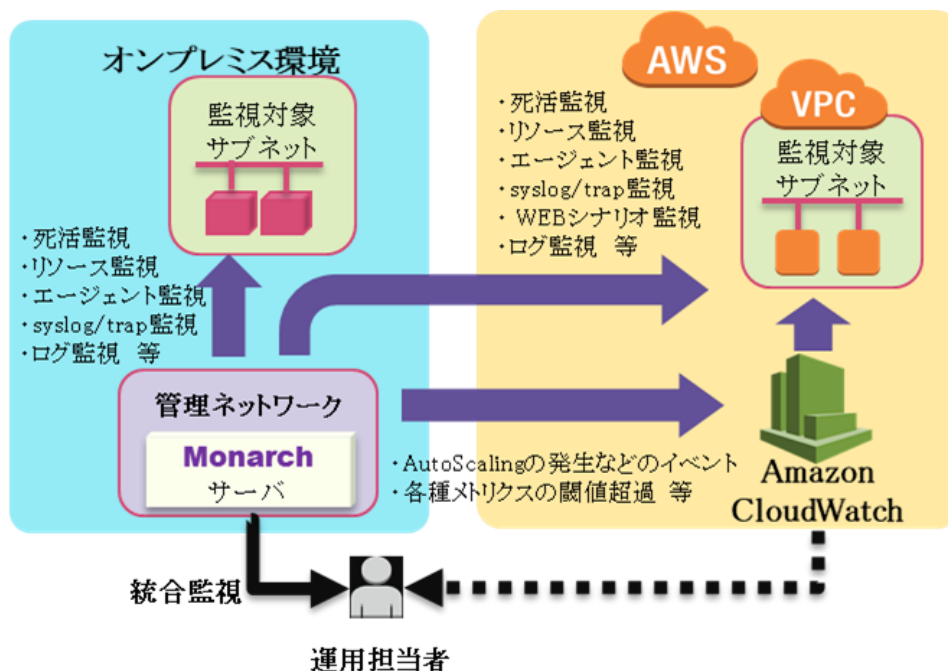 オンプレミス環境
監視対象
サブネット
・死活監視
・リソース監視
・エージェント監視
・syslog/trap監視
・ログ監視 等
管理ネットワーク
Monarch
サーバ
AWS
・死活監視
・リソース監視
・エージェント監視
・syslog/trap監視
・WEBシナリオ監視
・ログ監視 等
VPC
監視対象
サブネット
・AutoScalingの発生などのイベント
・各種メトリクスの閾値超過 等
Amazon
CloudWatch
統合監視
運用担当者